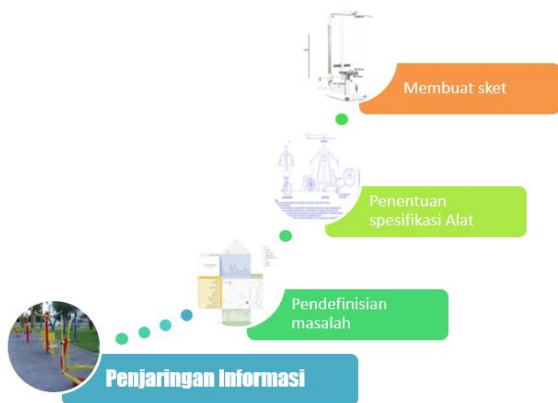 Membuat sket
Penentuan
spesifikasi Alat
Pendefinisian
masalah
Penjaringan Informasi